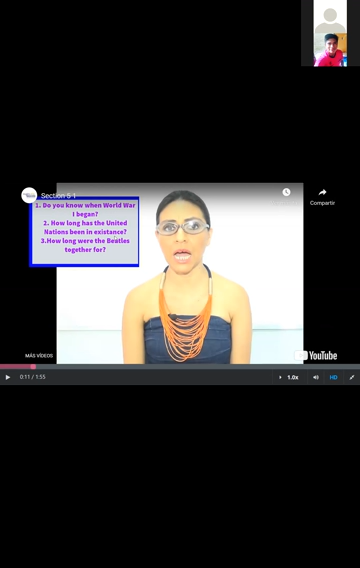 Section 5.1
1. Do you know when World War
I began?
2. How long has the United
Nations been in existance?
3.How long were the Beatles
together for?
Compartir
MÁS VÍDEOS
YouTube
0:11 / 1:55
1.0x
HD